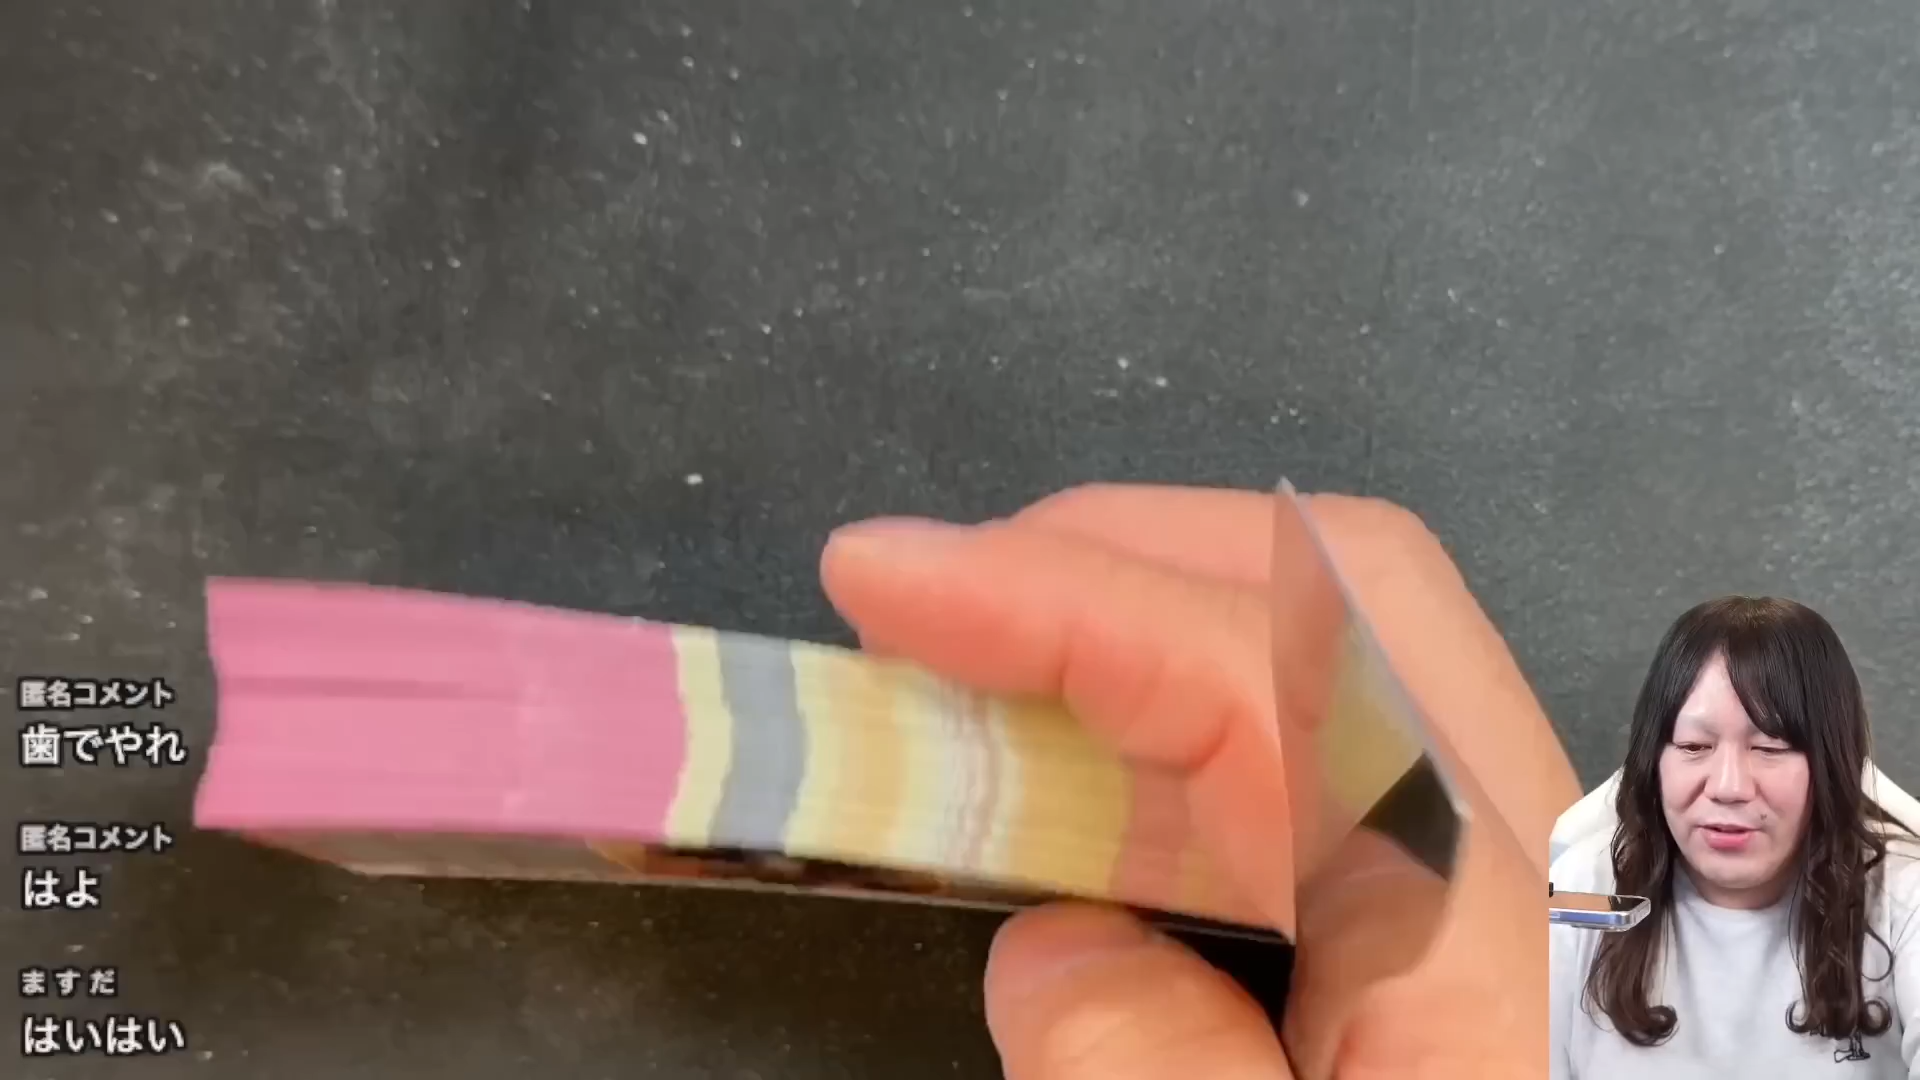 匿名コメント
歯でやれ
匿名コメント
はよ
ますだ
はいはい